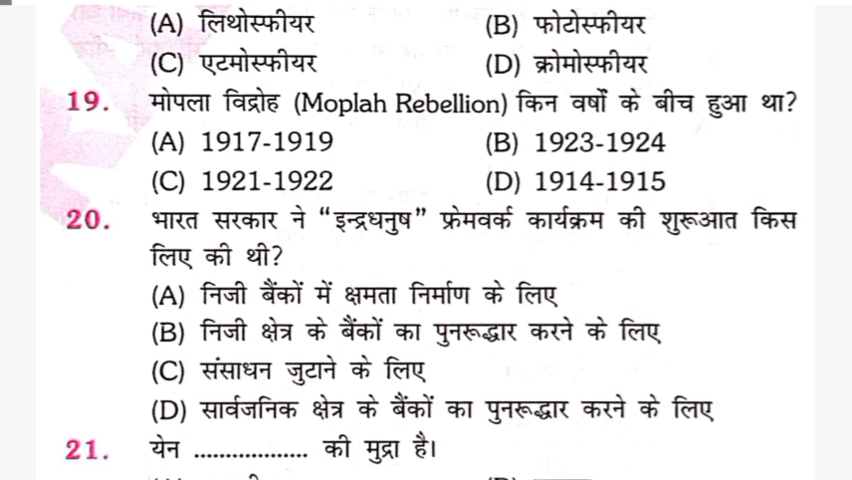 (A) लिथोस्फीयर (B) फोटोस्फीयर
(C) एटमोस्फीयर (D) क्रोमोस्फीयर
19. मोपला विद्रोह (Moplah Rebellion) किन वर्षों के बीच हुआ था?
(A) 1917-1919 (B) 1923-1924
(C) 1921-1922 (D) 1914-1915
20. भारत सरकार ने “इन्द्रधनुष” फ्रेमवर्क कार्यक्रम की शुरूआत किस
लिए की थी?
(A) निजी बैंकों में क्षमता निर्माण के लिए
(B) निजी क्षेत्र के बैंकों का पुनरूद्धार करने के लिए
(C) संसाधन जुटाने के लिए
(D) सार्वजनिक क्षेत्र के बैंकों का पुनरूद्धार करने के लिए
21. येन .................. की मुद्रा है।